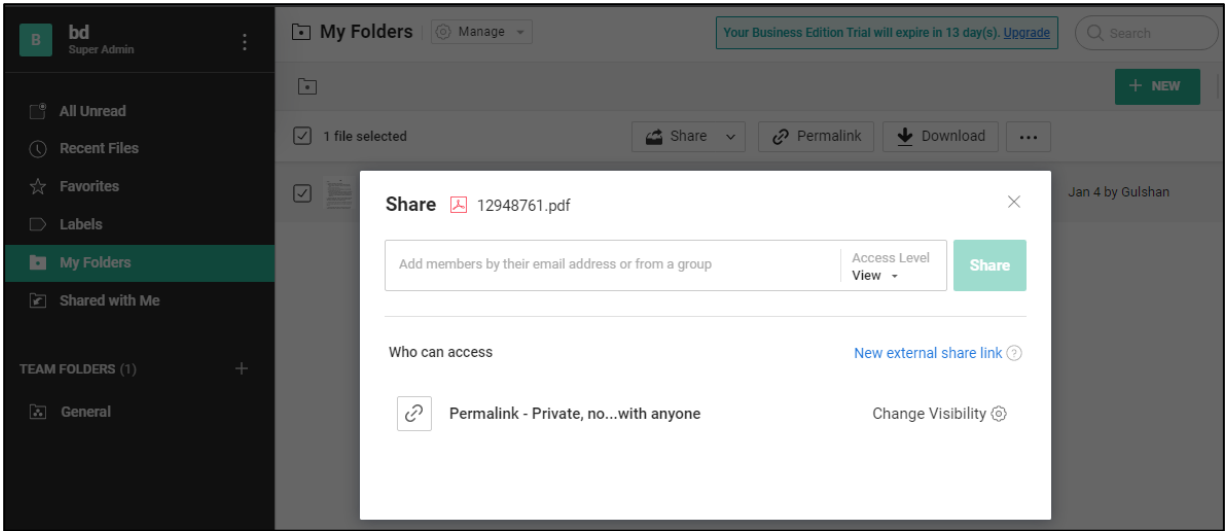 B
bd
Super Admin
All Unread
Recent Files
Favorites
Labels
My Folders
Shared with Me
TEAM FOLDERS (1)
General
My Folders
Manage
Your Business Edition Trial will expire in 13 day(s). Upgrade
Search
+ NEW
1 file selected
Share
Permalink
Download
Jan 4 by Gulshan
Share 12948761.pdf
Add members by their email address or from a group
Access Level
View
Share
Who can access
New external share link ?
Permalink - Private, no...with anyone
Change Visibility